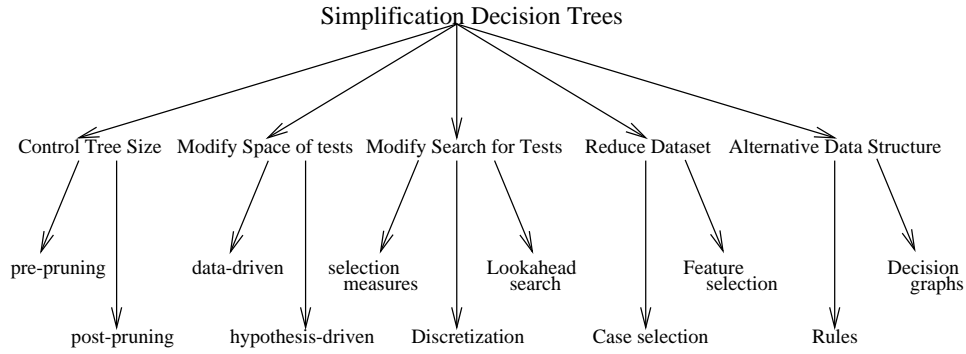 Simplification Decision Trees
Control Tree Size
Modify Space of tests
Modify Search for Tests
Reduce Dataset
Alternative Data Structure
pre-pruning
data-driven
selection
measures
Lookahead
search
Feature
selection
Decision
graphs
post-pruning
hypothesis-driven
Discretization
Case selection
Rules